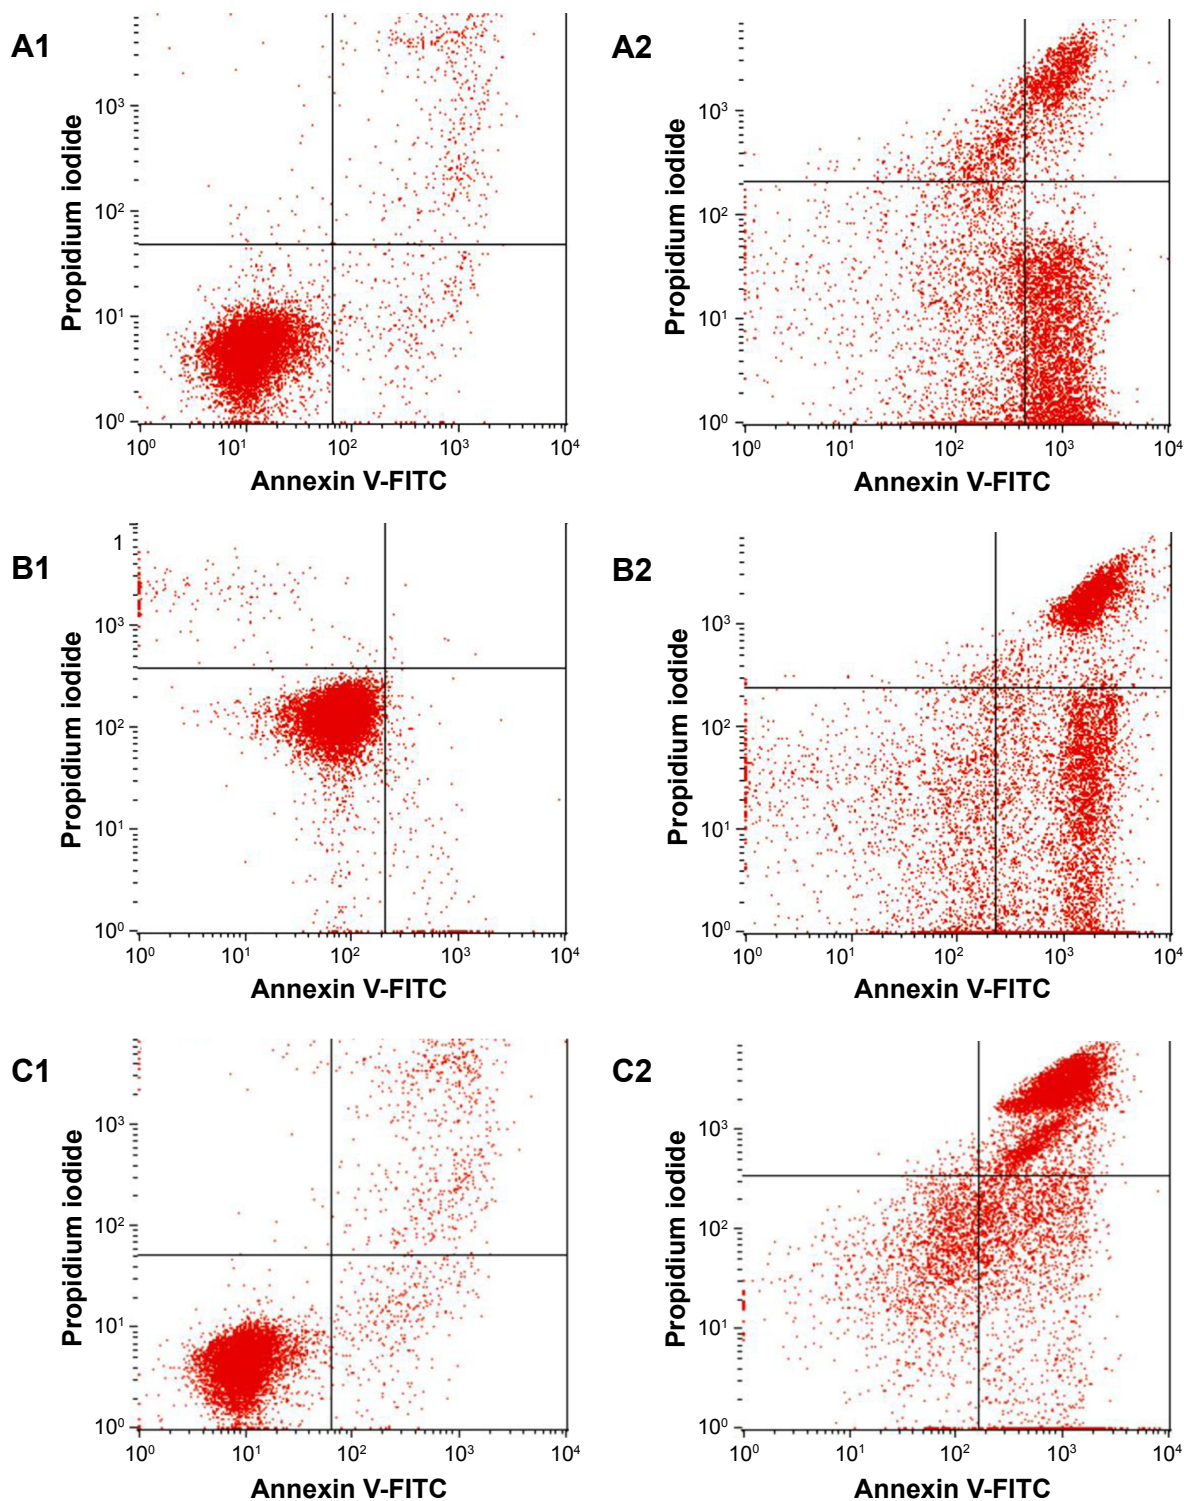 A1
Propidium iodide
10³
10²
10¹
10⁰
10⁰ 10¹ 10² 10³ 10⁴
Annexin V-FITC
A2
Propidium iodide
10³
10²
10¹
10⁰
10⁰ 10¹ 10² 10³ 10⁴
Annexin V-FITC
B1
Propidium iodide
1
10³
10²
10¹
10⁰
10⁰ 10¹ 10² 10³ 10⁴
Annexin V-FITC
B2
Propidium iodide
10³
10²
10¹
10⁰
10⁰ 10¹ 10² 10³ 10⁴
Annexin V-FITC
C1
Propidium iodide
10³
10²
10¹
10⁰
10⁰ 10¹ 10² 10³ 10⁴
Annexin V-FITC
C2
Propidium iodide
10³
10²
10¹
10⁰
10⁰ 10¹ 10² 10³ 10⁴
Annexin V-FITC